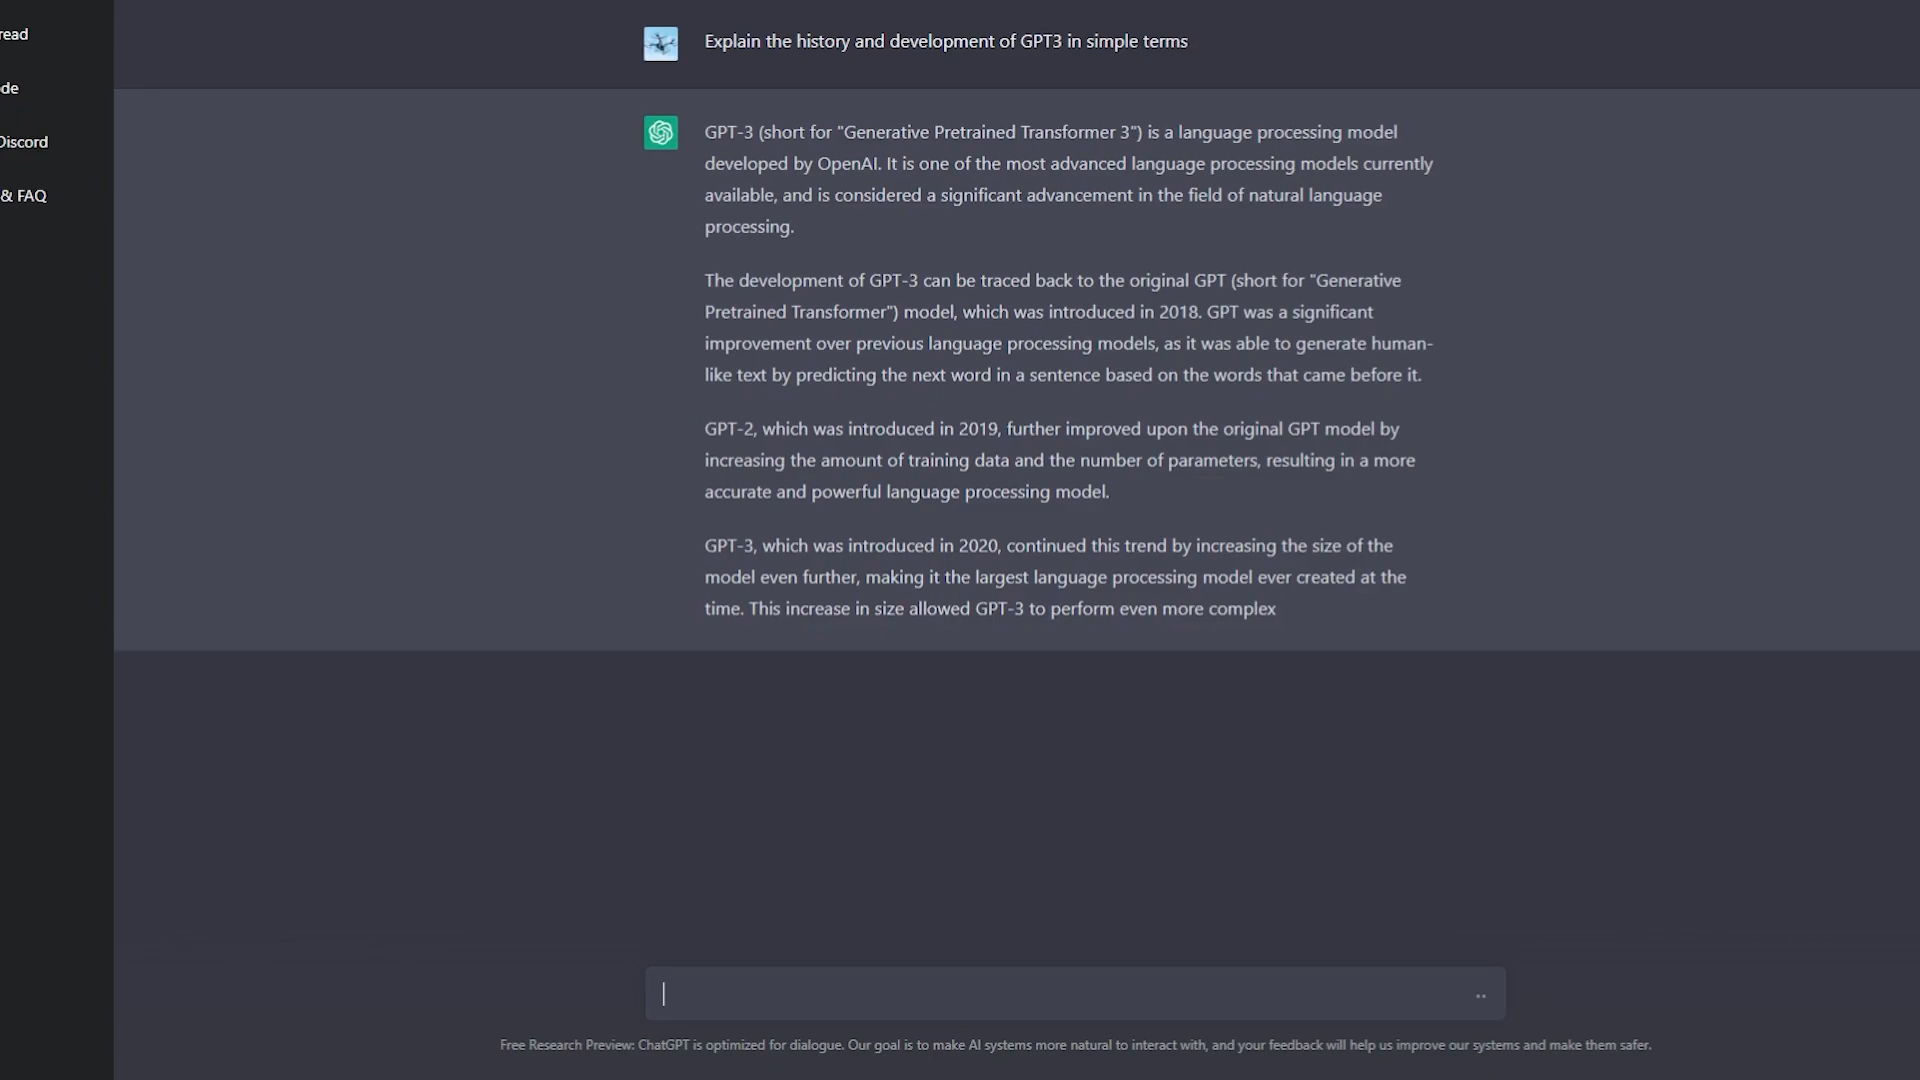 read
de
Discord
& FAQ
Explain the history and development of GPT3 in simple terms
GPT-3 (short for "Generative Pretrained Transformer 3") is a language processing model
developed by OpenAI. It is one of the most advanced language processing models currently
available, and is considered a significant advancement in the field of natural language
processing.
The development of GPT-3 can be traced back to the original GPT (short for "Generative
Pretrained Transformer") model, which was introduced in 2018. GPT was a significant
improvement over previous language processing models, as it was able to generate human-
like text by predicting the next word in a sentence based on the words that came before it.
GPT-2, which was introduced in 2019, further improved upon the original GPT model by
increasing the amount of training data and the number of parameters, resulting in a more
accurate and powerful language processing model.
GPT-3, which was introduced in 2020, continued this trend by increasing the size of the
model even further, making it the largest language processing model ever created at the
time. This increase in size allowed GPT-3 to perform even more complex
Free Research Preview: ChatGPT is optimized for dialogue. Our goal is to make AI systems more natural to interact with, and your feedback will help us improve our systems and make them safer.